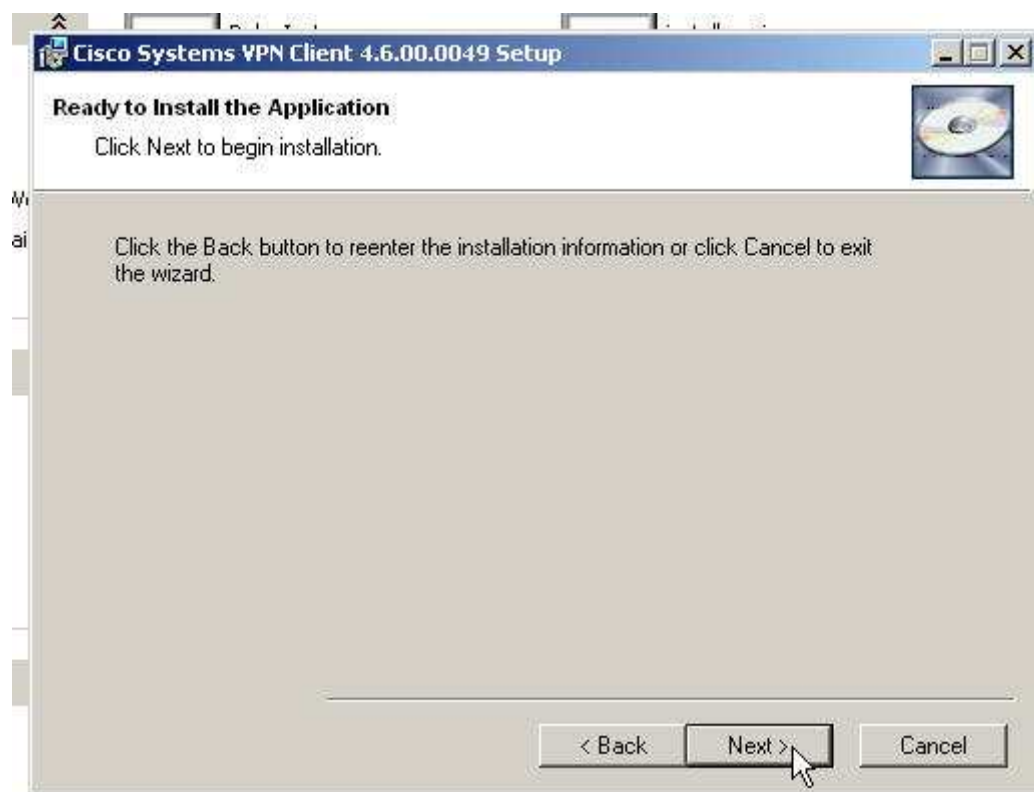 Cisco Systems VPN Client 4.6.00.0049 Setup
Ready to Install the Application
Click Next to begin installation.
Click the Back button to reenter the installation information or click Cancel to exit
the wizard.
< Back
Next >
Cancel